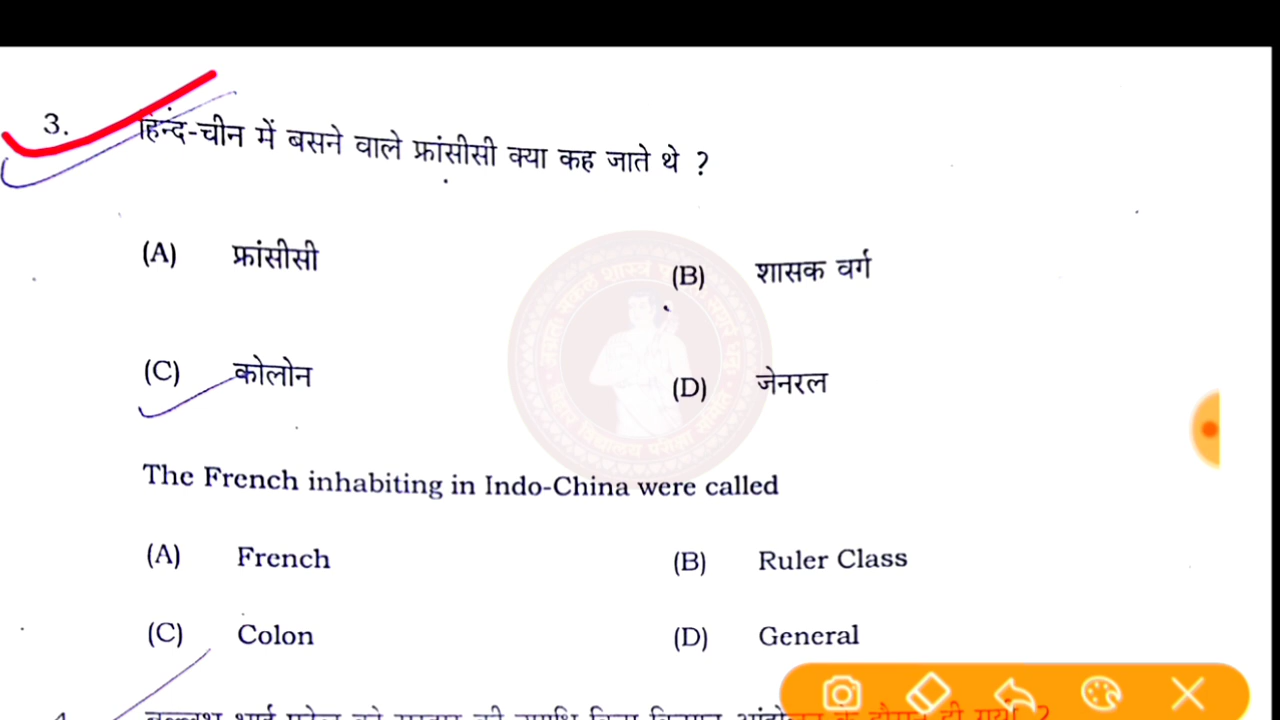 3. हिन्द-चीन में बसने वाले फ्रांसीसी क्या कह जाते थे ?
(A) फ्रांसीसी (B) शासक वर्ग
(C) कोलोन (D) जेनरल
The French inhabiting in Indo-China were called
(A) French (B) Ruler Class
(C) Colon (D) General